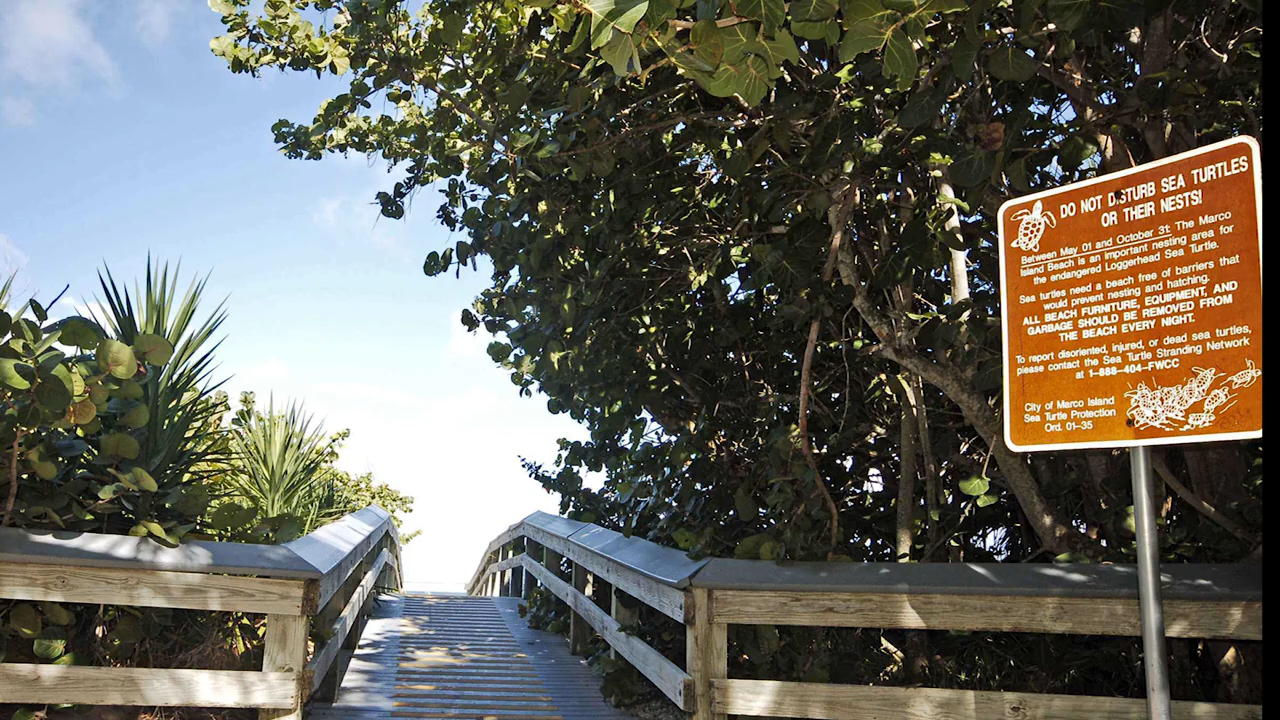 DO NOT DISTURB SEA TURTLES
OR THEIR NESTS!
Between May 01 and October 31: The Marco
Island Beach is an important nesting area for
the endangered Loggerhead Sea Turtle.
Sea turtles need a beach free of barriers that
would prevent nesting and hatching.
ALL BEACH FURNITURE, EQUIPMENT, AND
GARBAGE SHOULD BE REMOVED FROM
THE BEACH EVERY NIGHT.
To report disoriented, injured, or dead sea turtles,
please contact the Sea Turtle Stranding Network
at 1-888-404-FWCC
City of Marco Island
Sea Turtle Protection
Ord. 01-35